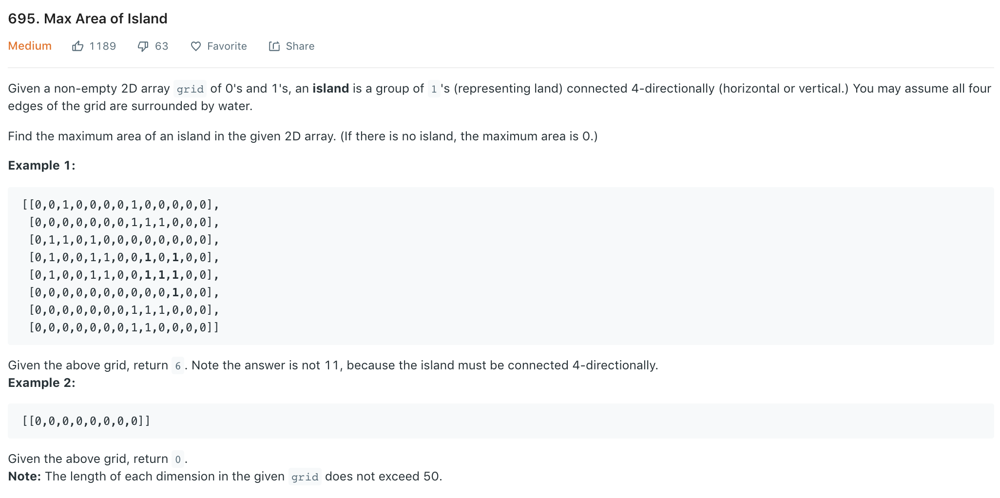 695. Max Area of Island
Medium 1189 63 Favorite Share
Given a non-empty 2D array grid of 0's and 1's, an island is a group of 1 's (representing land) connected 4-directionally (horizontal or vertical.) You may assume all four
edges of the grid are surrounded by water.
Find the maximum area of an island in the given 2D array. (If there is no island, the maximum area is 0.)
Example 1:
[[0,0,1,0,0,0,0,1,0,0,0,0,0],
[0,0,0,0,0,0,0,1,1,1,0,0,0],
[0,1,1,0,1,0,0,0,0,0,0,0,0],
[0,1,0,0,1,1,0,0,1,0,1,0,0],
[0,1,0,0,1,1,0,0,1,1,1,0,0],
[0,0,0,0,0,0,0,0,0,0,1,0,0],
[0,0,0,0,0,0,0,1,1,1,0,0,0],
[0,0,0,0,0,0,0,1,1,0,0,0,0]]
Given the above grid, return 6 . Note the answer is not 11, because the island must be connected 4-directionally.
Example 2:
[[0,0,0,0,0,0,0,0]]
Given the above grid, return 0 .
Note: The length of each dimension in the given grid does not exceed 50.